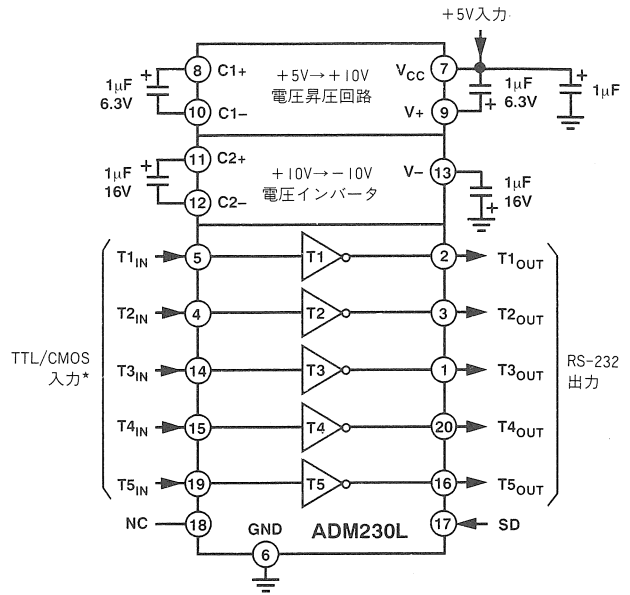 +5V入力
8 C1+ +5V→+10V VCC 7
1μF 6.3V
電圧昇圧回路
1μF 6.3V
1μF
10 C1− V+ 9
11 C2+ +10V→−10V V− 13
1μF 16V
電圧インバータ
1μF 16V
12 C2−
T1IN 5 T1 2 T1OUT
T2IN 4 T2 3 T2OUT
TTL/CMOS
入力*
T3IN 14 T3 1 T3OUT
RS-232
出力
T4IN 15 T4 20 T4OUT
T5IN 19 T5 16 T5OUT
NC 18 GND ADM230L 17 SD
6